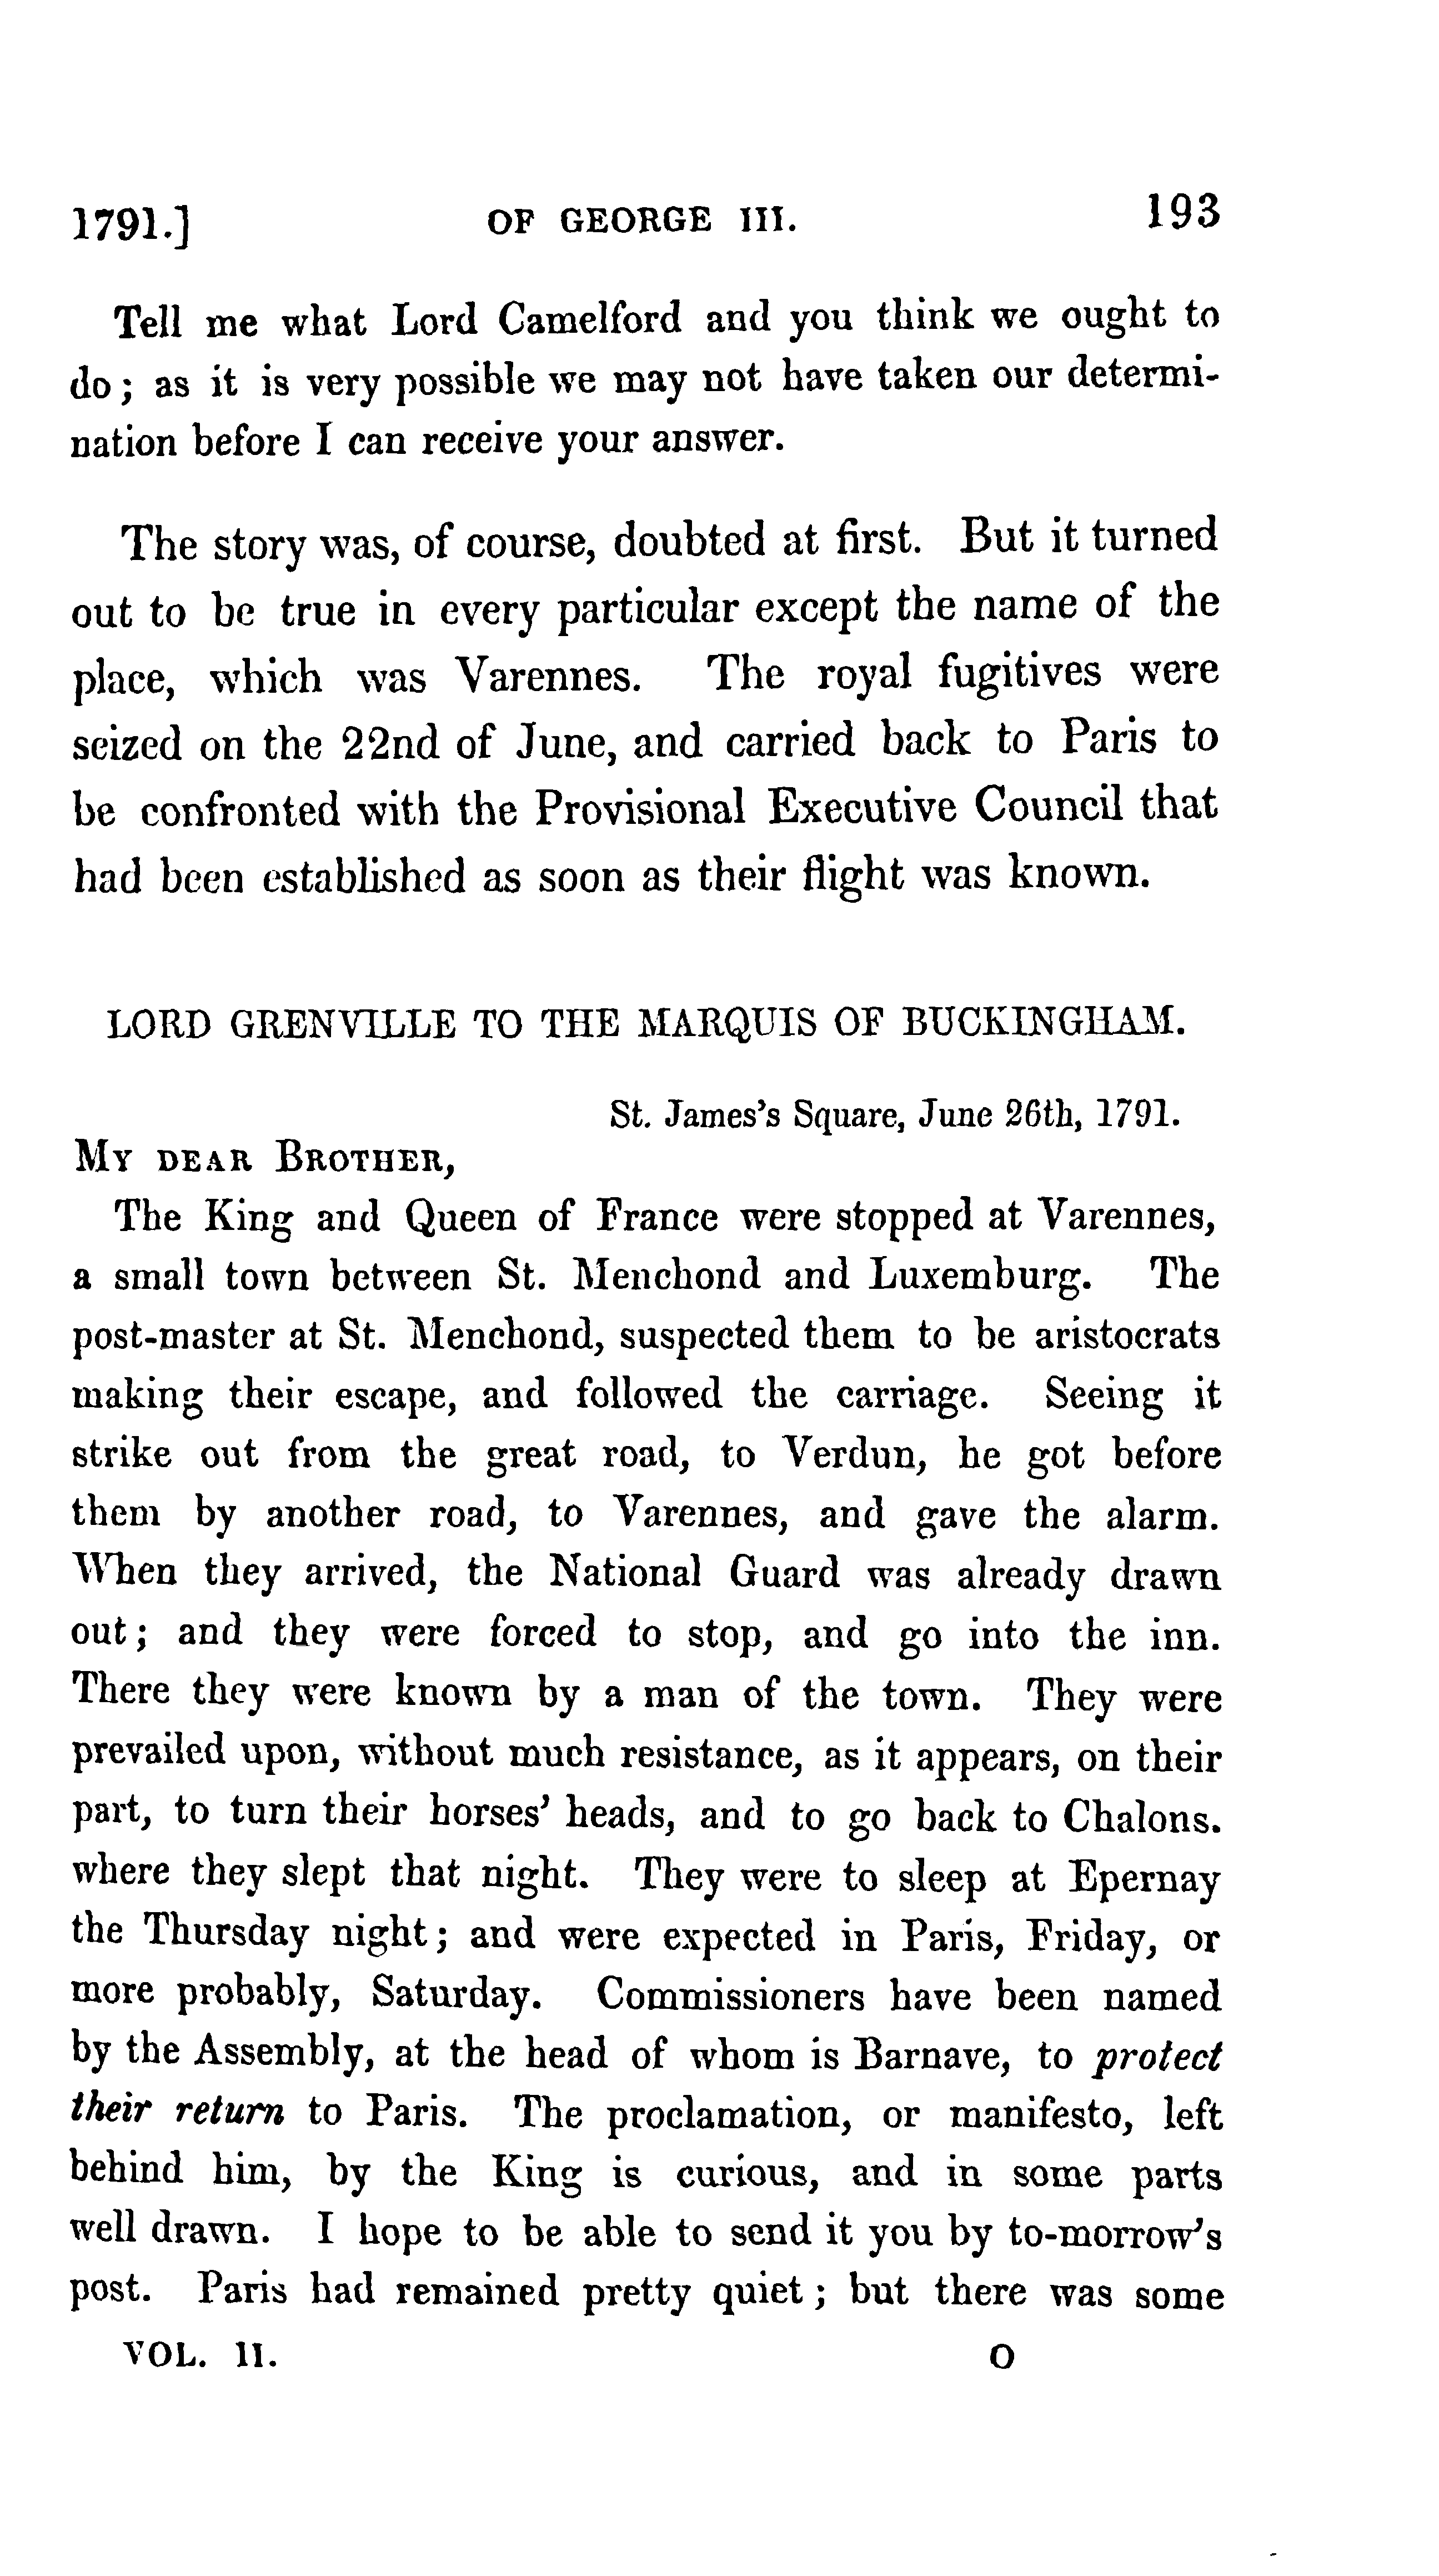 1791.] OF GEORGE III. 193
Tell me what Lord Camelford and you think we ought to
do; as it is very possible we may not have taken our determi-
nation before I can receive your answer.
The story was, of course, doubted at first. But it turned
out to be true in every particular except the name of the
place, which was Varennes. The royal fugitives were
seized on the 22nd of June, and carried back to Paris to
be confronted with the Provisional Executive Council that
had been established as soon as their flight was known.
LORD GRENVILLE TO THE MARQUIS OF BUCKINGHAM.
St. James's Square, June 26th, 1791.
MY DEAR BROTHER,
The King and Queen of France were stopped at Varennes,
a small town between St. Menchond and Luxemburg. The
post-master at St. Menchond, suspected them to be aristocrats
making their escape, and followed the carriage. Seeing it
strike out from the great road, to Verdun, he got before
them by another road, to Varennes, and gave the alarm.
When they arrived, the National Guard was already drawn
out; and they were forced to stop, and go into the inn.
There they were known by a man of the town. They were
prevailed upon, without much resistance, as it appears, on their
part, to turn their horses' heads, and to go back to Chalons.
where they slept that night. They were to sleep at Epernay
the Thursday night; and were expected in Paris, Friday, or
more probably, Saturday. Commissioners have been named
by the Assembly, at the head of whom is Barnave, to protect
their return to Paris. The proclamation, or manifesto, left
behind him, by the King is curious, and in some parts
well drawn. I hope to be able to send it you by to-morrow's
post. Paris had remained pretty quiet; but there was some
VOL. II. O